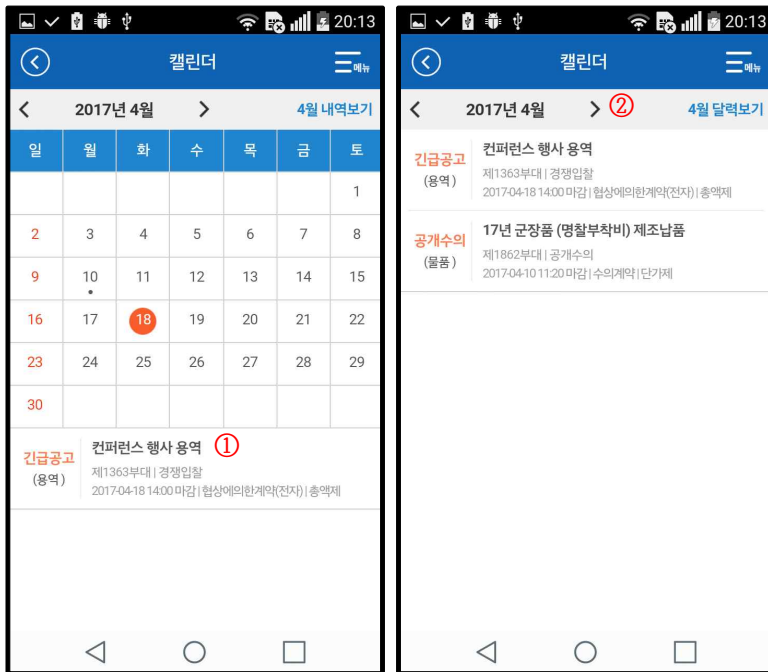 20:13
캘린더
메뉴
2017년 4월
4월 내역보기
일 월 화 수 목 금 토
1
2 3 4 5 6 7 8
9 10 11 12 13 14 15
16 17 18 19 20 21 22
23 24 25 26 27 28 29
30
긴급공고
(용역)
컨퍼런스 행사 용역 ①
제1363부대 | 경쟁입찰
2017-04-18 14:00 마감 | 협상에의한계약(전자) | 총액제
20:13
캘린더
메뉴
2017년 4월 ②
4월 달력보기
긴급공고
(용역)
컨퍼런스 행사 용역
제1363부대 | 경쟁입찰
2017-04-18 14:00 마감 | 협상에의한계약(전자) | 총액제
공개수의
(물품)
17년 군장품 (명찰부착비) 제조납품
제1862부대 | 공개수의
2017-04-10 11:20 마감 | 수의계약 | 단가제